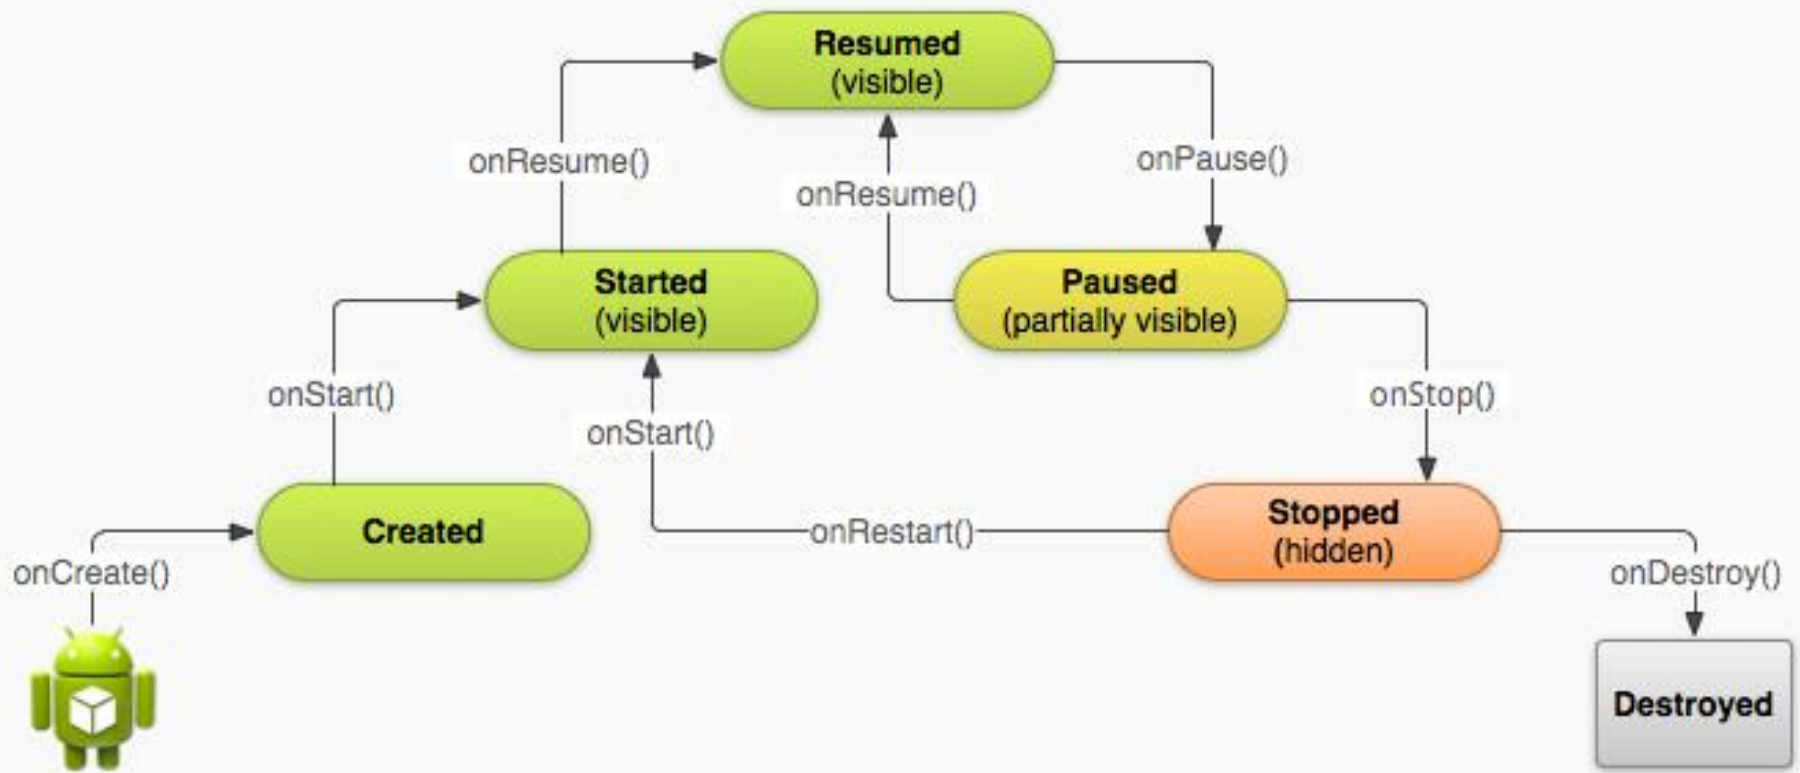 Resumed
(visible)
onResume()
onPause()
onResume()
Started
(visible)
Paused
(partially visible)
onStart()
onStop()
onStart()
Created
Stopped
(hidden)
onRestart()
onCreate()
onDestroy()
Destroyed